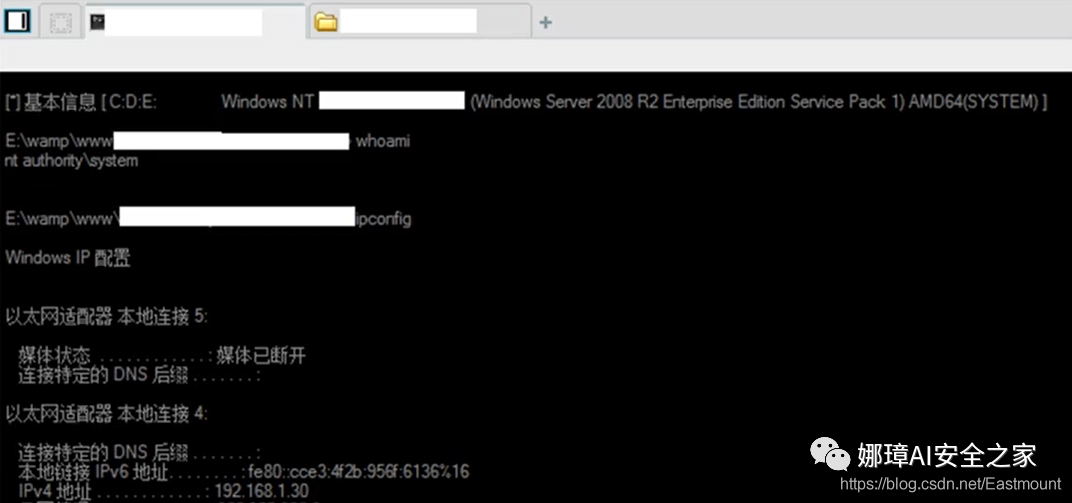 [*] 基本信息 [ C:D:E: Windows NT (Windows Server 2008 R2 Enterprise Edition Service Pack 1) AMD64(SYSTEM) ]
E:\wamp\www whoami
nt authority\system
E:\wamp\www\ ipconfig
Windows IP 配置
以太网适配器 本地连接 5:
媒体状态 . . . . . . . . . . . . : 媒体已断开
连接特定的 DNS 后缀 . . . . . . . :
以太网适配器 本地连接 4:
连接特定的 DNS 后缀 . . . . . . . :
本地链接 IPv6 地址. . . . . . . . : fe80::cce3:4f2b:956f:6136%16
IPv4 地址 . . . . . . . . . . . . : 192.168.1.30
娜璋AI安全之家
https://blog.csdn.net/Eastmount